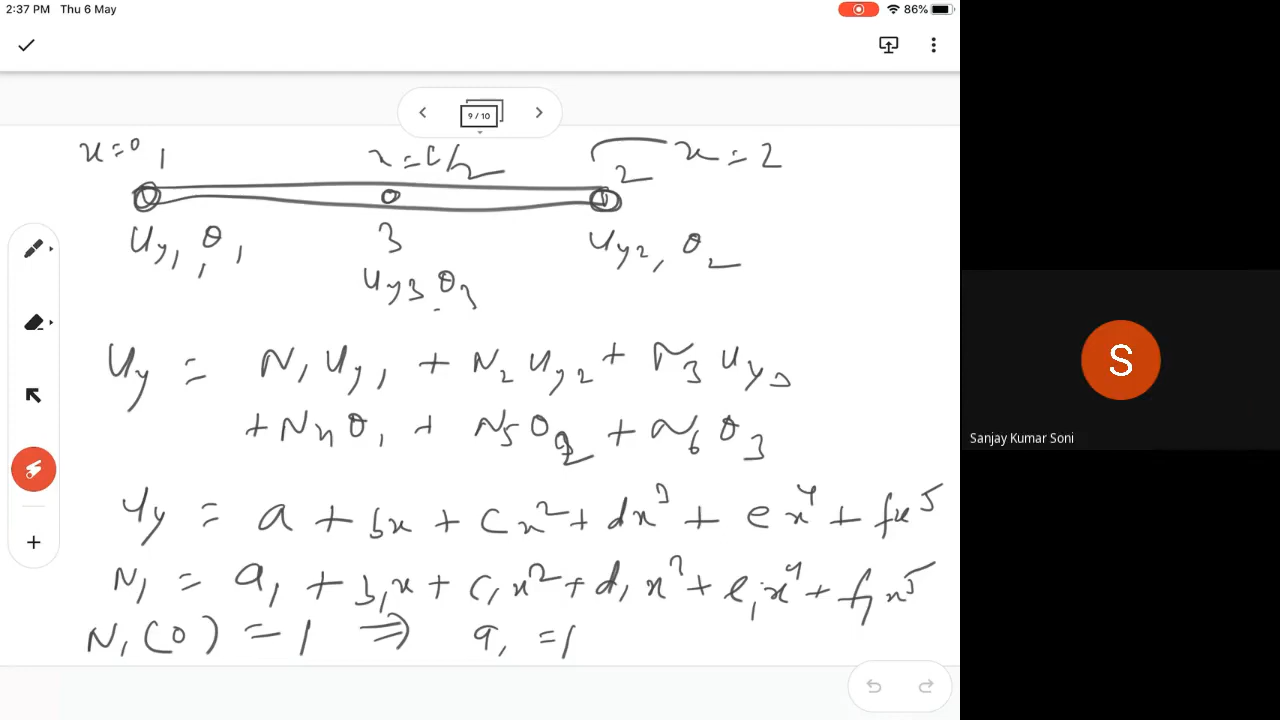 2:37 PM Thu 6 May
86%
9 / 10
x=0 1 x=L/2 2 x=2
3
Uy1, θ1 Uy3, θ3 Uy2, θ2
Uy = N1 Uy1 + N2 Uy2 + N3 Uy3
+ N4 θ1 + N5 θ2 + N6 θ3
Uy = a + bx + cx² + dx³ + ex⁴ + fx⁵
N1 = a1 + b1x + c1x² + d1x³ + e1x⁴ + f1x⁵
N1(0) = 1 ⇒ a1 = 1
S
Sanjay Kumar Soni